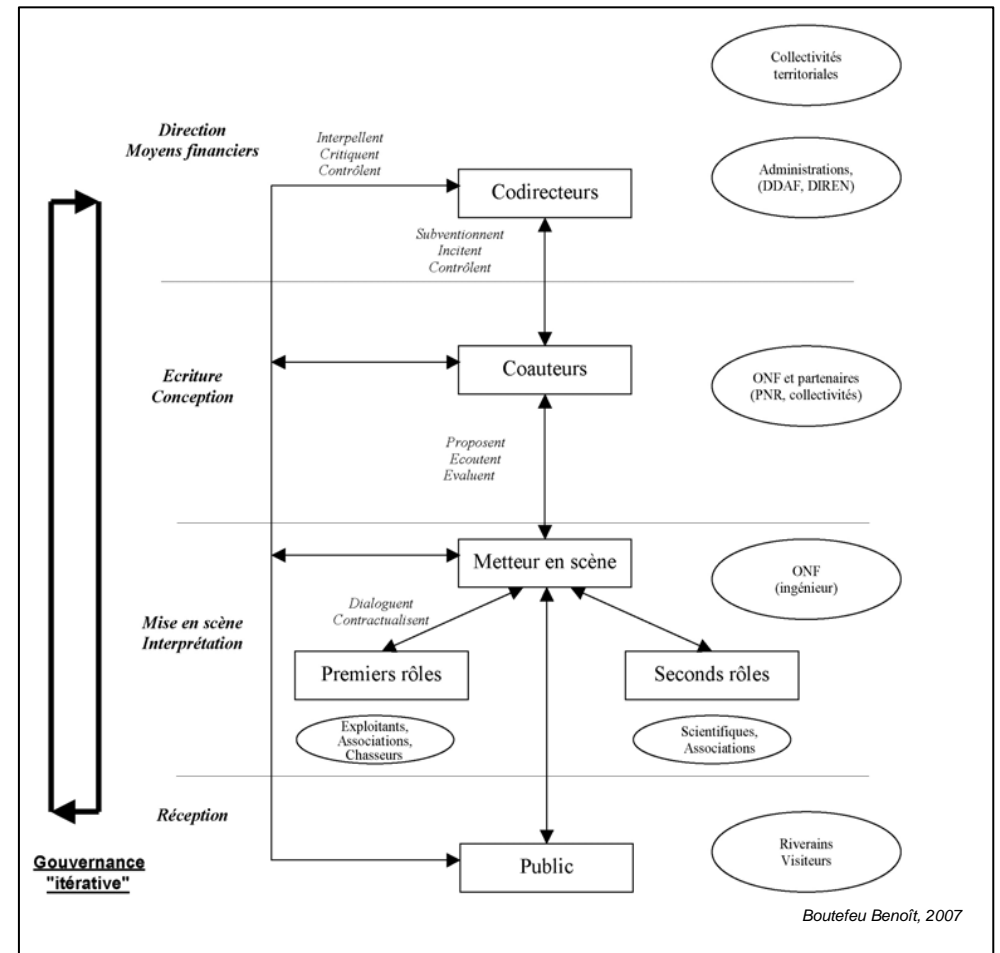 Collectivités
territoriales
Direction
Moyens financiers
Interpellent
Critiquent
Contrôlent
Administrations,
(DDAF, DIREN)
Codirecteurs
Subventionnent
Incitent
Contrôlent
Ecriture
Conception
Coauteurs
ONF et partenaires
(PNR, collectivités)
Proposent
Ecoutent
Evaluent
Metteur en scène
ONF
(ingénieur)
Mise en scène
Interprétation
Dialoguent
Contractualisent
Premiers rôles
Seconds rôles
Exploitants,
Associations,
Chasseurs
Scientifiques,
Associations
Réception
Public
Riverains
Visiteurs
Gouvernance
"itérative"
Boutefeu Benoît, 2007